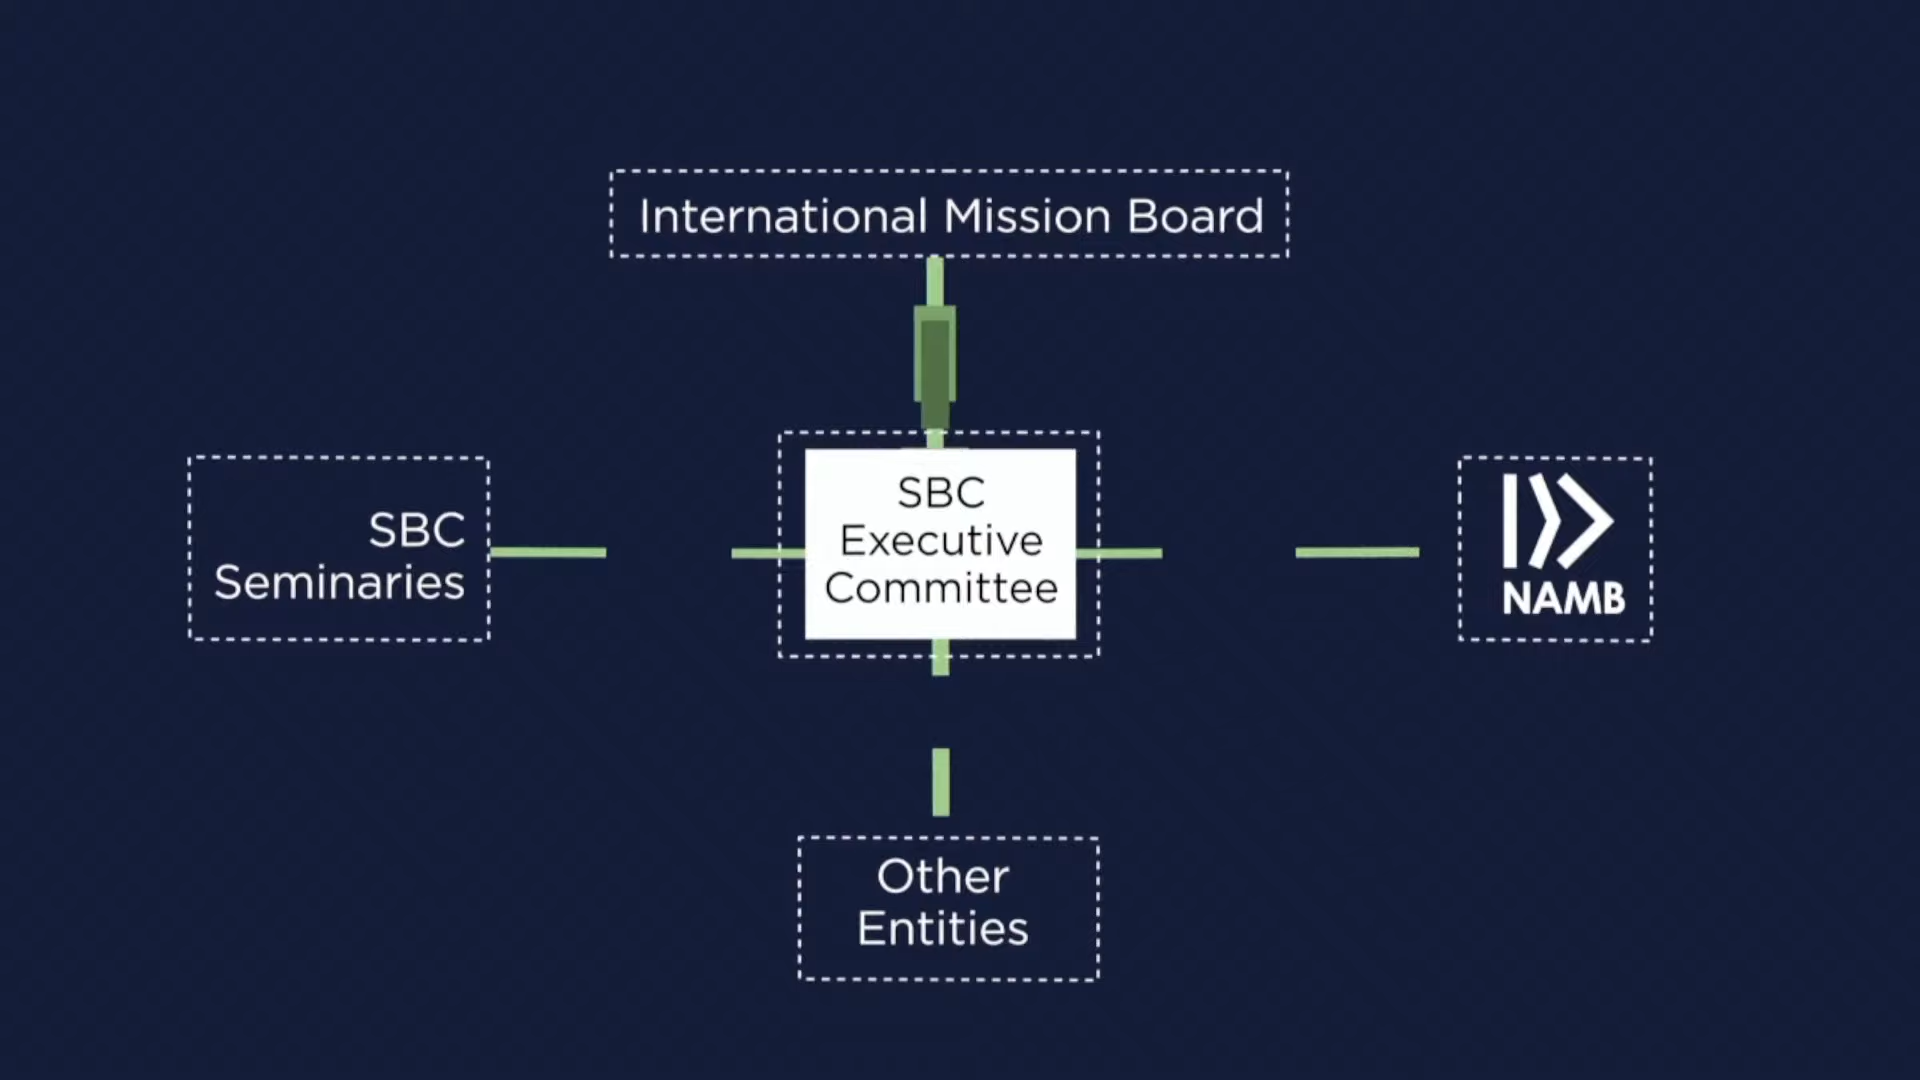 International Mission Board
SBC
Seminaries
SBC
Executive
Committee
NAMB
Other
Entities